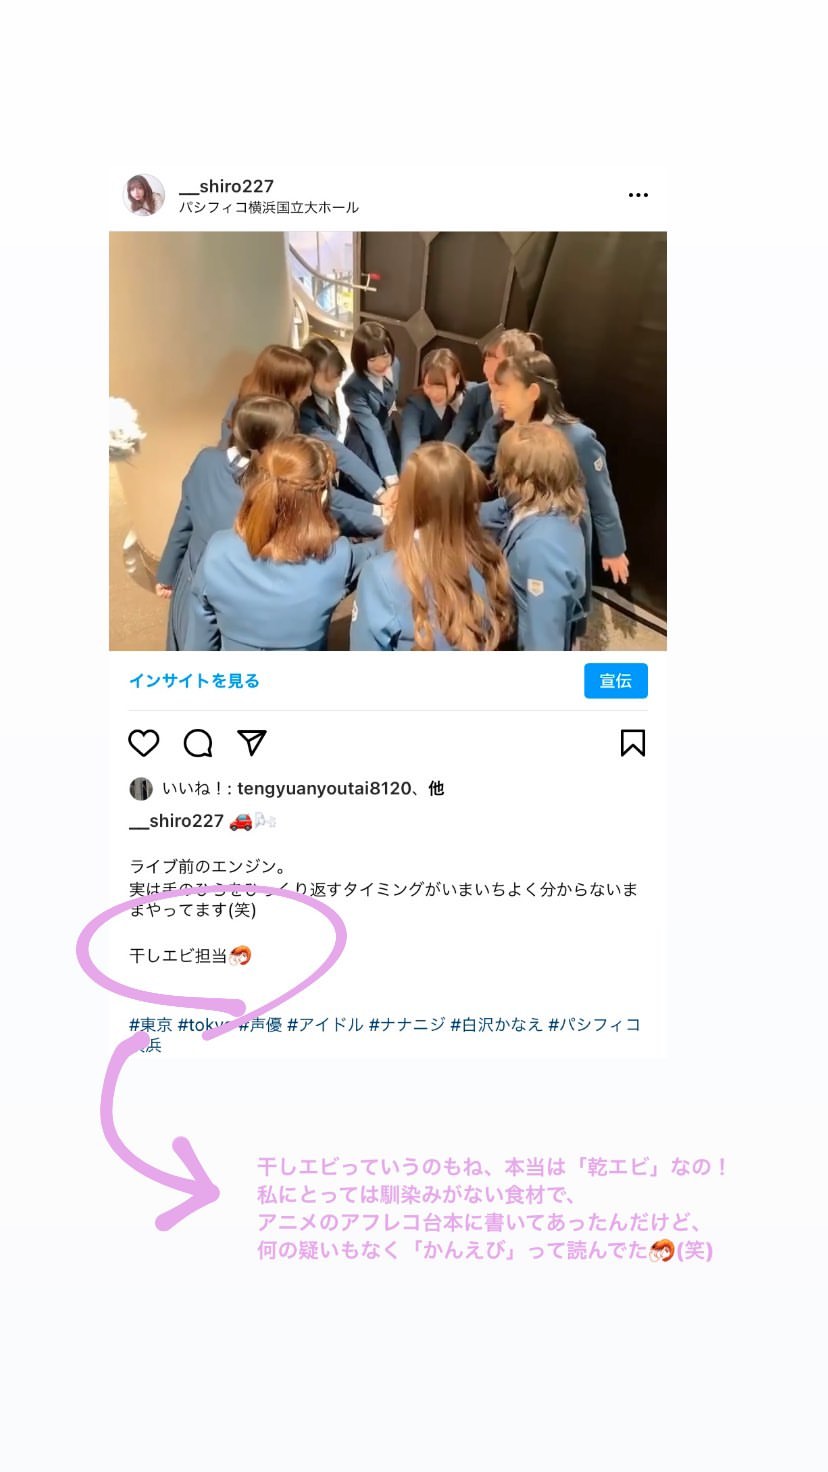 __shiro227
パシフィコ横浜国立大ホール
インサイトを見る
宣伝
いいね！: tengyuanyoutai8120、他
__shiro227 🚗🌬️
ライブ前のエンジン。
実は手のひらをひっくり返すタイミングがいまいちよく分からないま
まやってます(笑)
干しエビ担当🦐
#東京 #tokyo #声優 #アイドル #ナナニジ #白沢かなえ #パシフィコ
横浜
干しエビっていうのもね、本当は「乾エビ」なの！
私にとっては馴染みがない食材で、
アニメのアフレコ台本に書いてあったんだけど、
何の疑いもなく「かんえび」って読んでた🦐(笑)